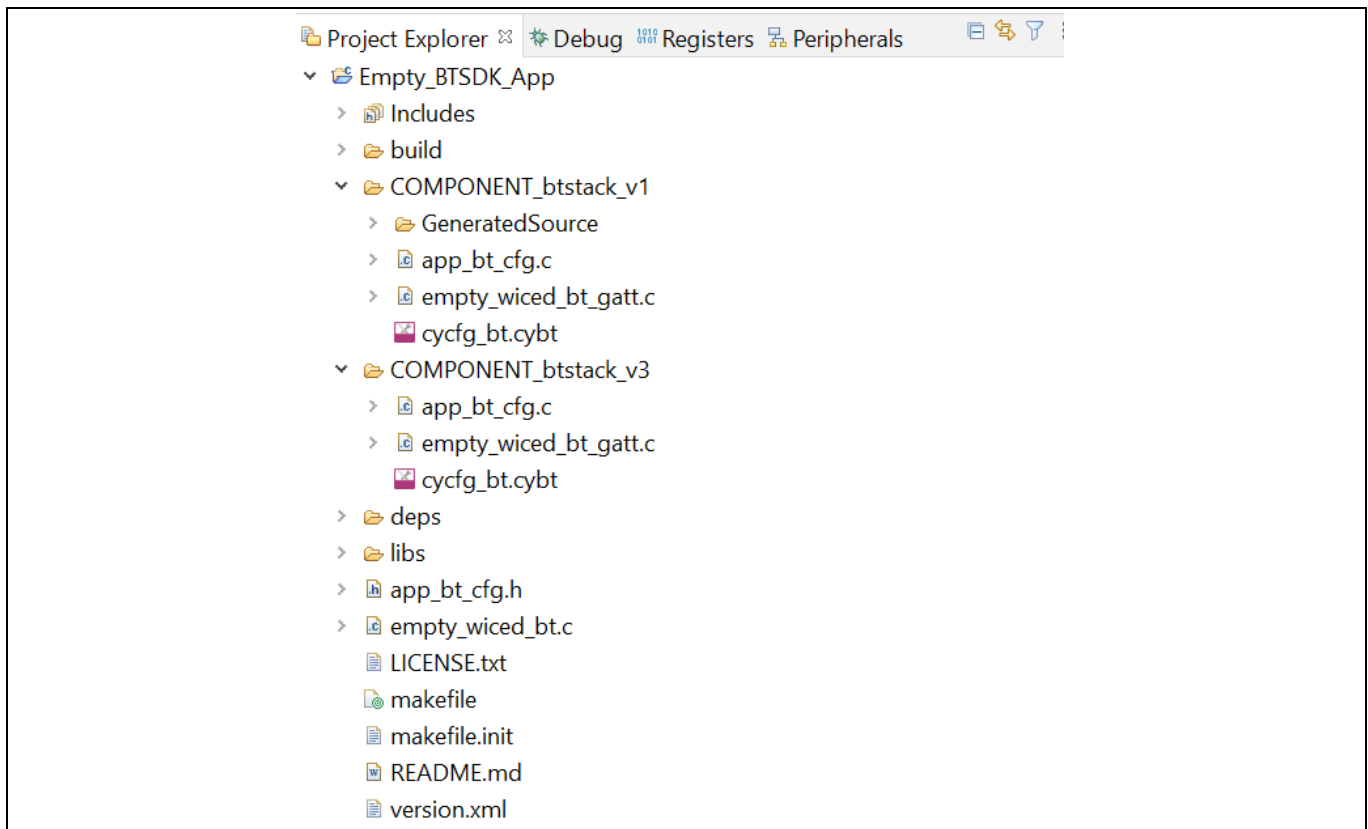 Project Explorer Debug Registers Peripherals
Empty_BTSDK_App
Includes
build
COMPONENT_btstack_v1
GeneratedSource
app_bt_cfg.c
empty_wiced_bt_gatt.c
cycfg_bt.cybt
COMPONENT_btstack_v3
app_bt_cfg.c
empty_wiced_bt_gatt.c
cycfg_bt.cybt
deps
libs
app_bt_cfg.h
empty_wiced_bt.c
LICENSE.txt
makefile
makefile.init
README.md
version.xml